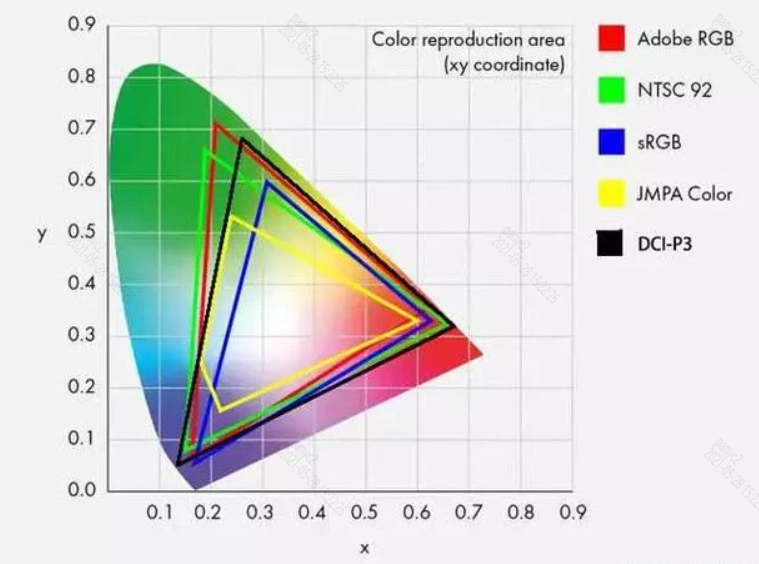 0.9
Color reproduction area
(xy coordinate)
Adobe RGB
0.8
NTSC 92
0.7
sRGB
0.6
JMPA Color
y
0.5
DCI-P3
0.4
0.3
0.2
0.1
0.0
0.1 0.2 0.3 0.4 0.5 0.6 0.7 0.8 0.9
x